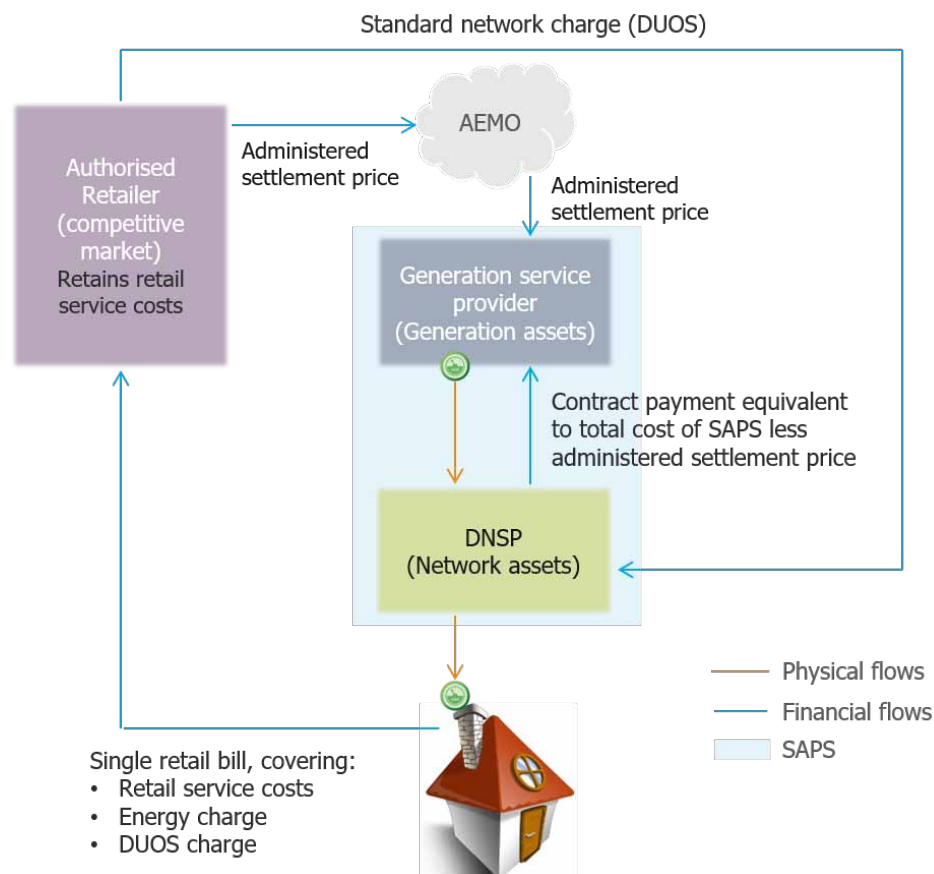 Standard network charge (DUOS)
AEMO
Administered
settlement price
Authorised
Retailer
(competitive
market)
Retains retail
service costs
Administered
settlement price
Generation service
provider
(Generation assets)
Contract payment equivalent
to total cost of SAPS less
administered settlement price
DNSP
(Network assets)
Physical flows
Financial flows
SAPS
Single retail bill, covering:
• Retail service costs
• Energy charge
• DUOS charge